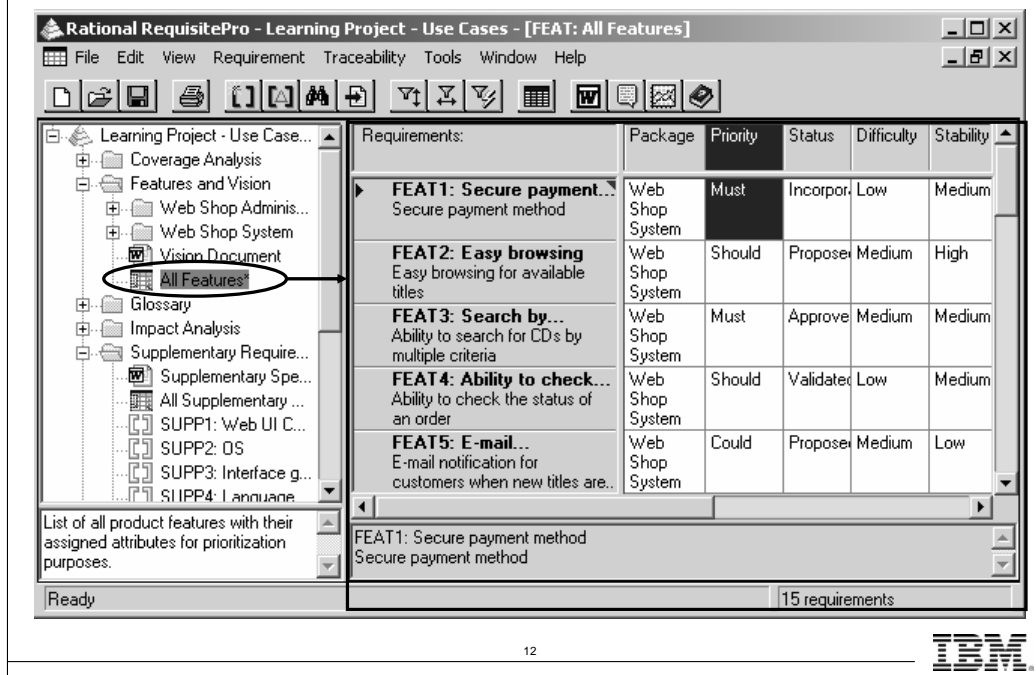 Rational RequisitePro - Learning Project - Use Cases - [FEAT: All Features]
File Edit View Requirement Traceability Tools Window Help
Learning Project - Use Case...
Coverage Analysis
Features and Vision
Web Shop Adminis...
Web Shop System
Vision Document
All Features*
Glossary
Impact Analysis
Supplementary Require...
Supplementary Spe...
All Supplementary ...
SUPP1: Web UI C...
SUPP2: OS
SUPP3: Interface g...
SUPP4: Language
List of all product features with their
assigned attributes for prioritization
purposes.
Requirements: Package Priority Status Difficulty Stability
FEAT1: Secure payment... Web Must Incorpor Low Medium
Secure payment method Shop
System
FEAT2: Easy browsing Web Should Propose Medium High
Easy browsing for available Shop
titles System
FEAT3: Search by... Web Must Approve Medium Medium
Ability to search for CDs by Shop
multiple criteria System
FEAT4: Ability to check... Web Should Validated Low Medium
Ability to check the status of Shop
an order System
FEAT5: E-mail... Web Could Propose Medium Low
E-mail notification for Shop
customers when new titles are.. System
FEAT1: Secure payment method
Secure payment method
Ready 15 requirements
12
IBM